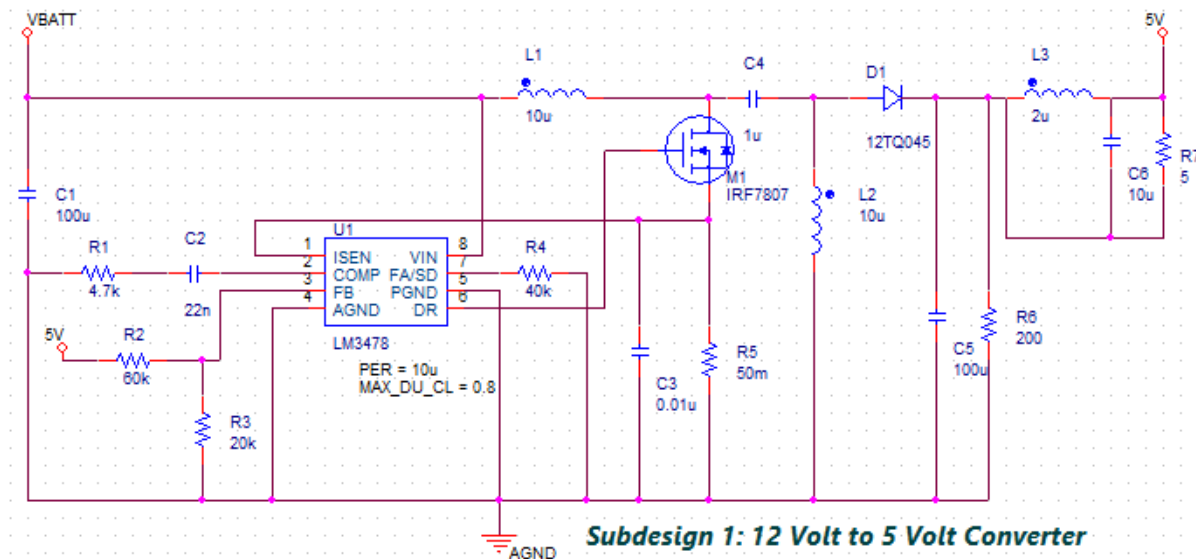 VBATT
5V
L1
10u
C4
1u
D1
12TQ045
L3
2u
M1
IRF7807
C6
10u
R7
5
C1
100u
L2
10u
R1
4.7k
C2
22n
U1
1
2
3
4
ISEN
COMP
FB
AGND
VIN
FA/SD
PGND
DR
8
7
5
6
LM3478
PER = 10u
MAX_DU_CL = 0.8
R4
40k
5V
R2
60k
R3
20k
C3
0.01u
R5
50m
C5
100u
R6
200
AGND
Subdesign 1: 12 Volt to 5 Volt Converter